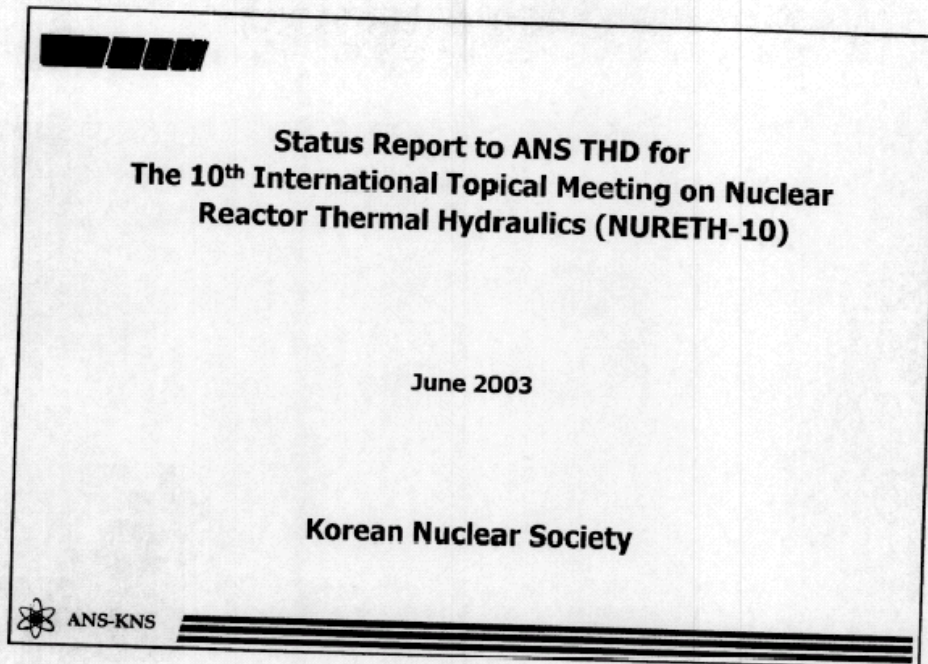 Status Report to ANS THD for
The 10th International Topical Meeting on Nuclear
Reactor Thermal Hydraulics (NURETH-10)
June 2003
Korean Nuclear Society
ANS-KNS